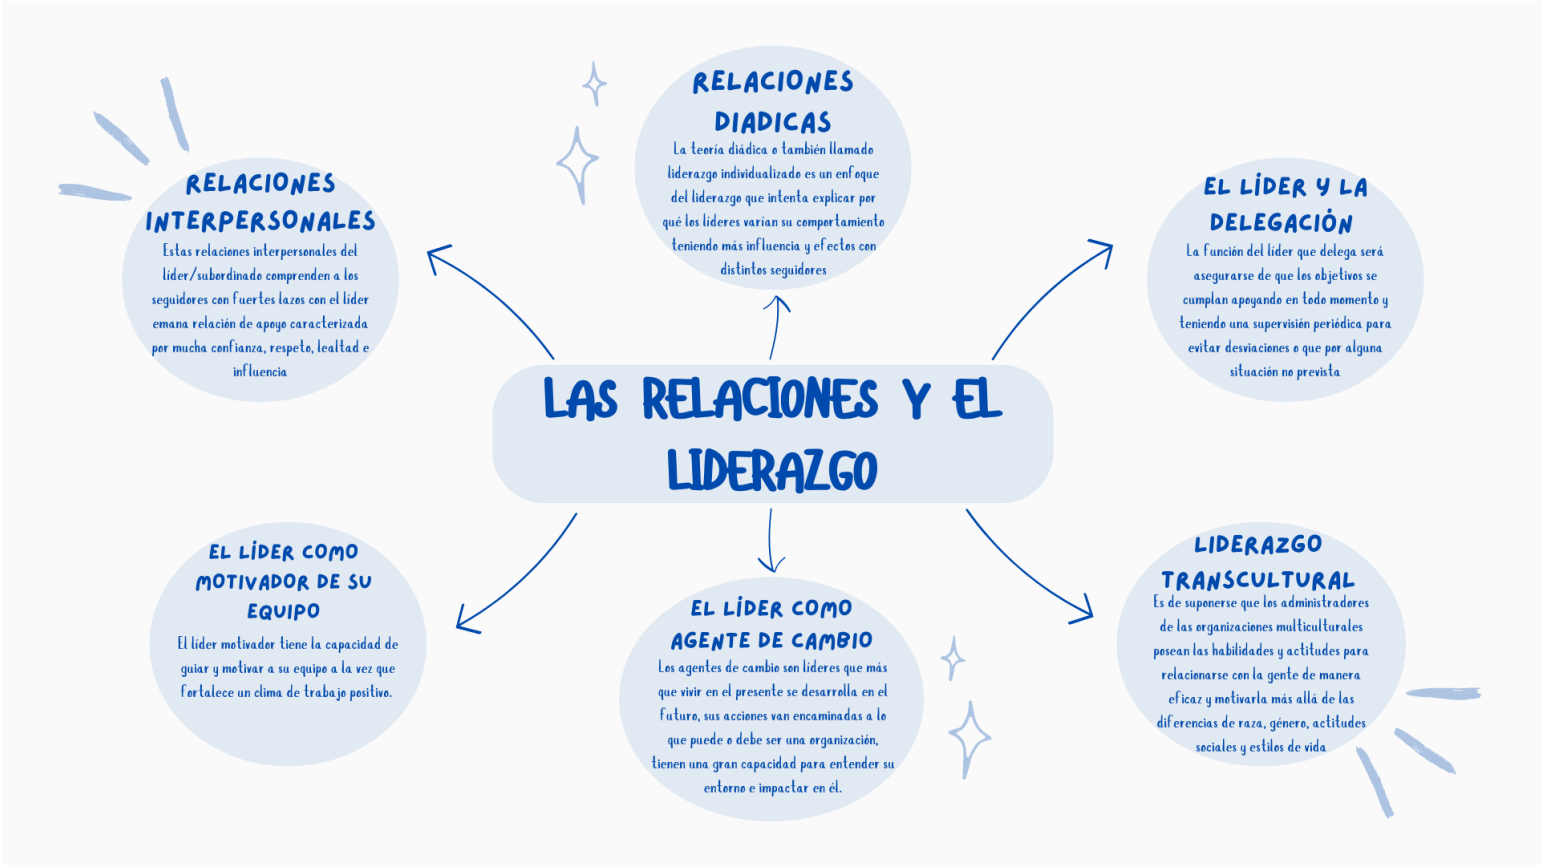 RELACIONES
DIADICAS
La teoría diádica o también llamado
liderazgo individualizado es un enfoque
del liderazgo que intenta explicar por
qué los líderes varían su comportamiento
teniendo más influencia y efectos con
distintos seguidores
RELACIONES
INTERPERSONALES
Estas relaciones interpersonales del
líder/subordinado comprenden a los
seguidores con fuertes lazos con el líder
emana relación de apoyo caracterizada
por mucha confianza, respeto, lealtad e
influencia
EL LÍDER Y LA
DELEGACIÓN
La función del líder que delega será
asegurarse de que los objetivos se
cumplan apoyando en todo momento y
teniendo una supervisión periódica para
evitar desviaciones o que por alguna
situación no prevista
LAS RELACIONES Y EL
LIDERAZGO
EL LÍDER COMO
MOTIVADOR DE SU
EQUIPO
El líder motivador tiene la capacidad de
guiar y motivar a su equipo a la vez que
fortalece un clima de trabajo positivo.
EL LÍDER COMO
AGENTE DE CAMBIO
Los agentes de cambio son líderes que más
que vivir en el presente se desarrolla en el
futuro, sus acciones van encaminadas a lo
que puede o debe ser una organización,
tienen una gran capacidad para entender su
entorno e impactar en él.
LIDERAZGO
TRANSCULTURAL
Es de suponerse que los administradores
de las organizaciones multiculturales
posean las habilidades y actitudes para
relacionarse con la gente de manera
eficaz y motivarla más allá de las
diferencias de raza, género, actitudes
sociales y estilos de vida